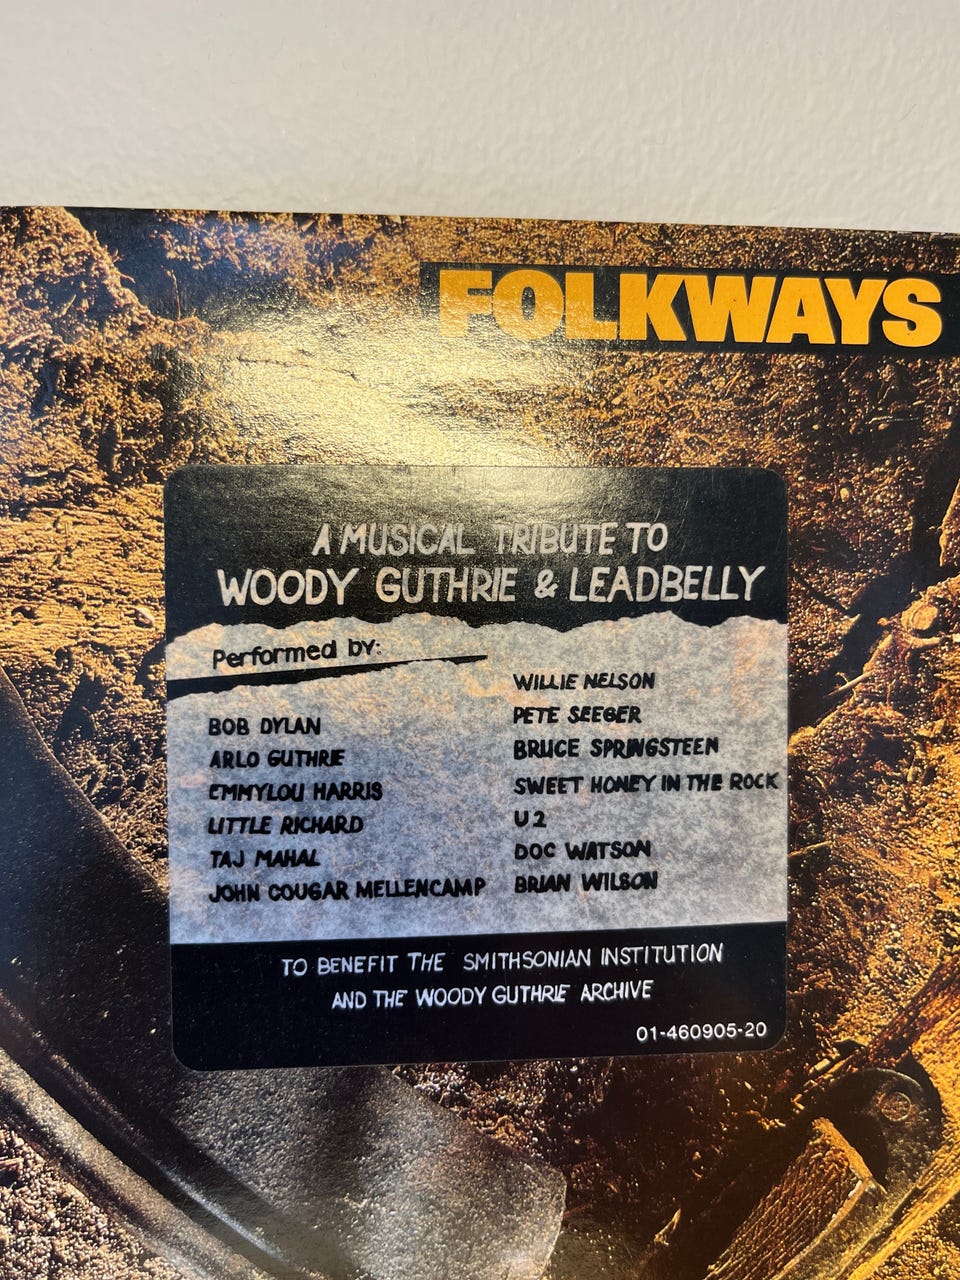 FOLKWAYS
A MUSICAL TRIBUTE TO
WOODY GUTHRIE & LEADBELLY
Performed by:
BOB DYLAN
ARLO GUTHRIE
EMMYLOU HARRIS
LITTLE RICHARD
TAJ MAHAL
JOHN COUGAR MELLENCAMP
WILLIE NELSON
PETE SEEGER
BRUCE SPRINGSTEEN
SWEET HONEY IN THE ROCK
U2
DOC WATSON
BRIAN WILSON
TO BENEFIT THE SMITHSONIAN INSTITUTION
AND THE WOODY GUTHRIE ARCHIVE
01-460905-20